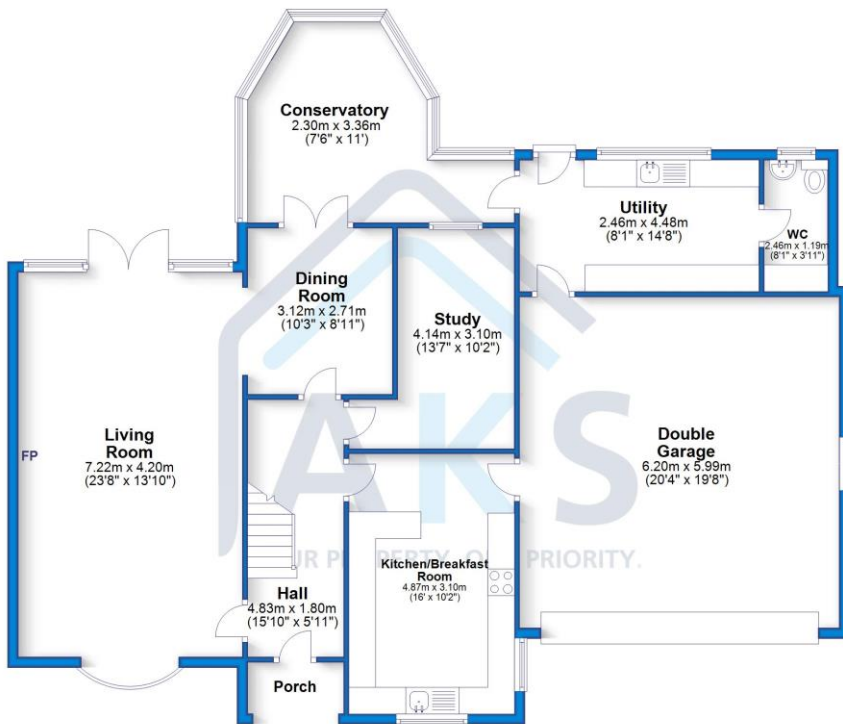 Conservatory
2.30m x 3.36m
(7'6" x 11')
Utility
2.46m x 4.48m
(8'1" x 14'8")
WC
2.46m x 1.19m
(8'1" x 3'11")
Dining
Room
3.12m x 2.71m
(10'3" x 8'11")
Study
4.14m x 3.10m
(13'7" x 10'2")
Living
Room
7.22m x 4.20m
(23'8" x 13'10")
FP
Double
Garage
6.20m x 5.99m
(20'4" x 19'8")
Kitchen/Breakfast
Room
4.87m x 3.10m
(16' x 10'2")
Hall
4.83m x 1.80m
(15'10" x 5'11")
Porch
AKS
PRIORITY.